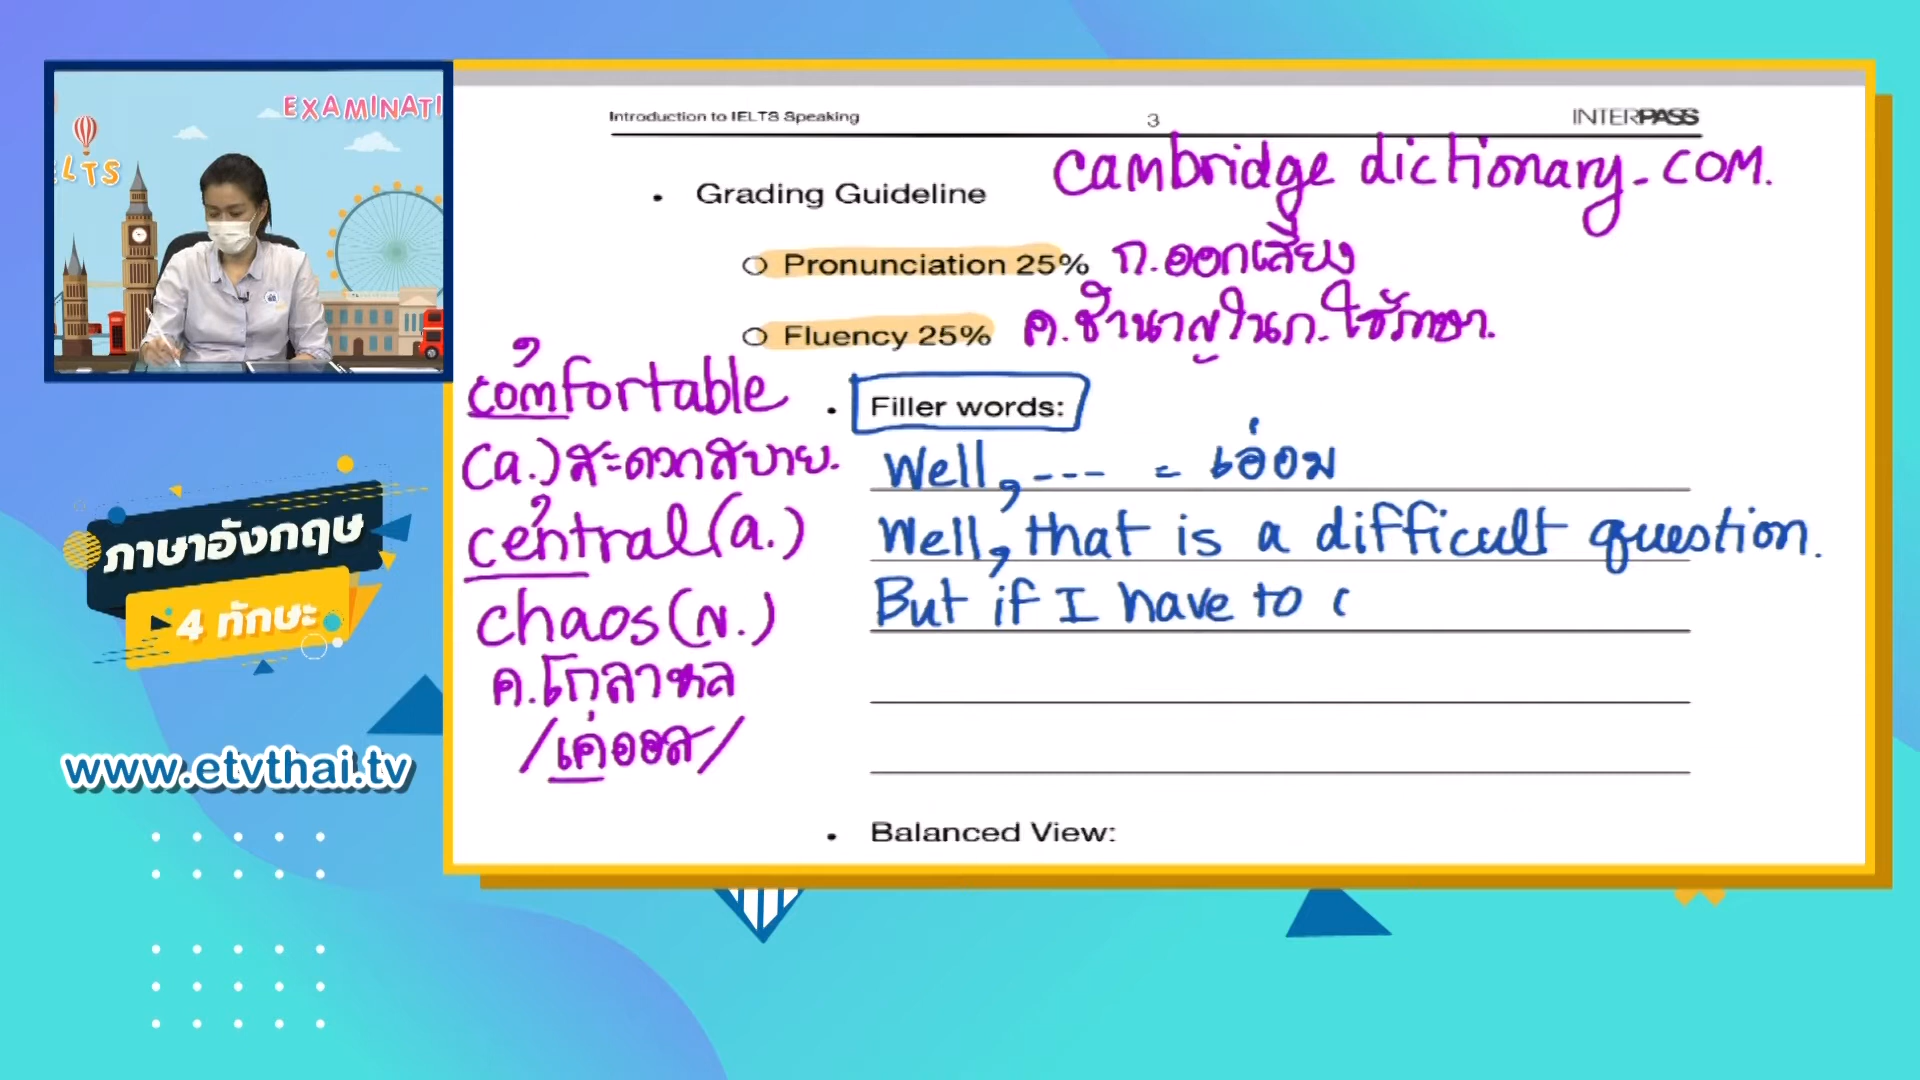 EXAMINATI
ELTS
Introduction to IELTS Speaking 3 INTERPASS
cambridge dictionary.com.
• Grading Guideline
Pronunciation 25% ก.ออกเสียง
Fluency 25% ค.ชำนาญในภ.ใช้ภาษา.
comfortable
(a.) สะดวกสบาย.
central (a.)
chaos (n.)
ค.โกลาหล
/เค่ออส/
• Filler words:
Well, --- = เอ่อม
Well, that is a difficult question.
But if I have to c
• Balanced View:
ภาษาอังกฤษ
4 ทักษะ
www.etvthai.tv